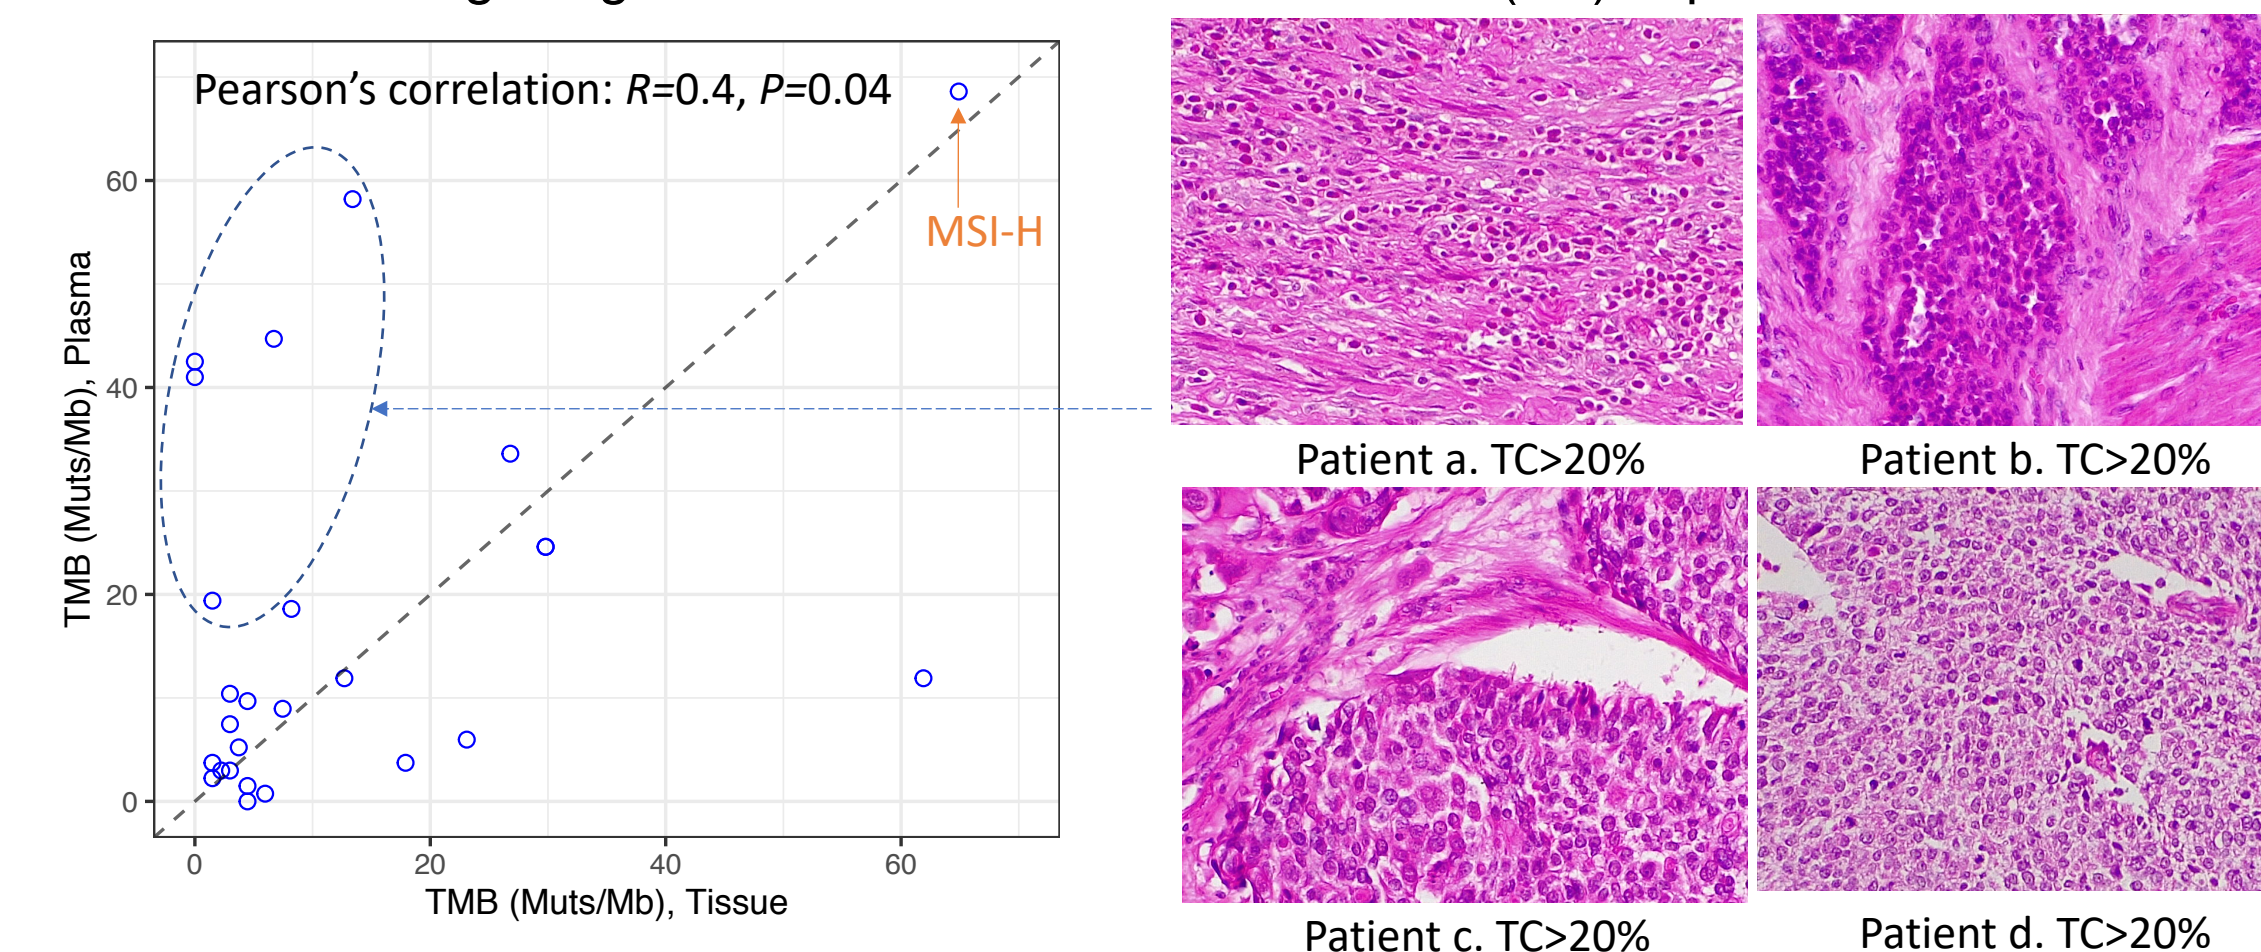 Pearson’s correlation: R=0.4, P=0.04
MSI-H
60
40
20
0
0 20 40 60
TMB (Muts/Mb), Plasma
TMB (Muts/Mb), Tissue
Patient a. TC>20%
Patient b. TC>20%
Patient c. TC>20%
Patient d. TC>20%